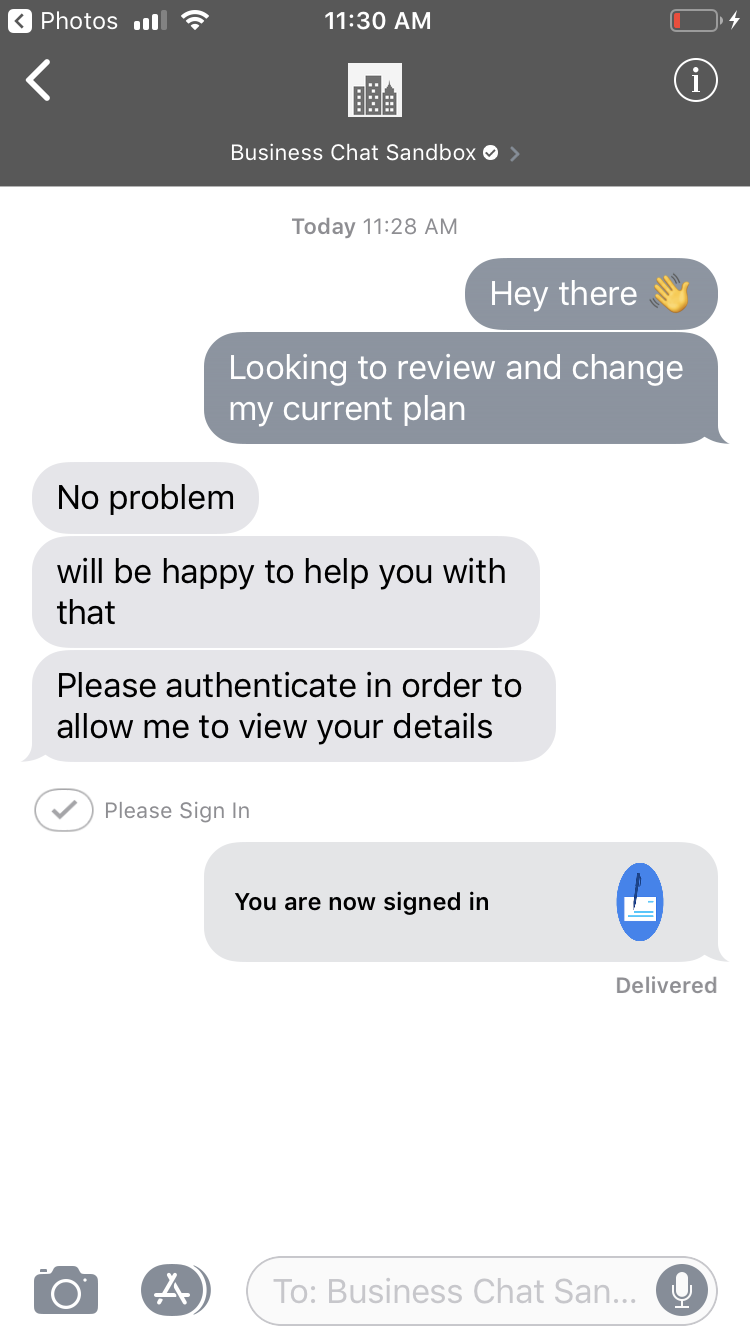 Photos 11:30 AM
Business Chat Sandbox
Today 11:28 AM
Hey there 👋
Looking to review and change
my current plan
No problem
will be happy to help you with
that
Please authenticate in order to
allow me to view your details
Please Sign In
You are now signed in
Delivered
To: Business Chat San...